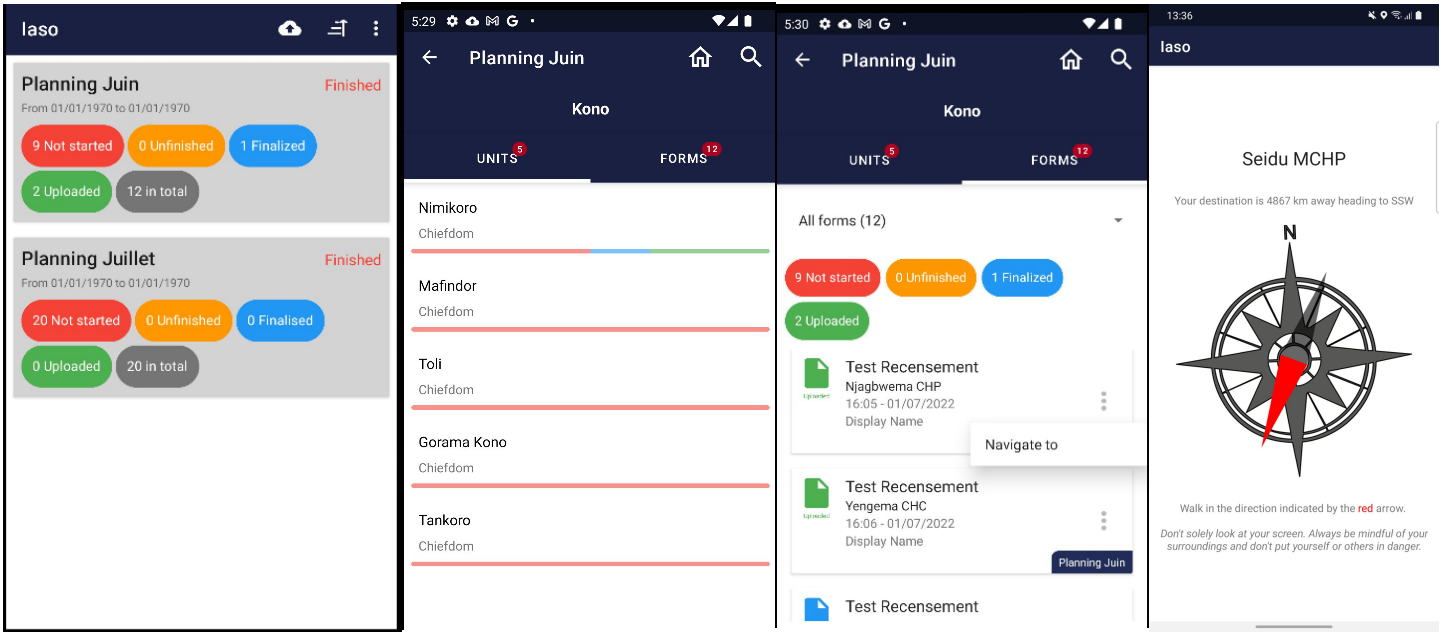 Iaso
Planning Juin
Finished
From 01/01/1970 to 01/01/1970
9 Not started
0 Unfinished
1 Finalized
2 Uploaded
12 in total
Planning Juillet
Finished
From 01/01/1970 to 01/01/1970
20 Not started
0 Unfinished
0 Finalised
0 Uploaded
20 in total
5:29
Planning Juin
Kono
UNITS 5
FORMS 12
Nimikoro
Chiefdom
Mafindor
Chiefdom
Toli
Chiefdom
Gorama Kono
Chiefdom
Tankoro
Chiefdom
5:30
Planning Juin
Kono
UNITS 5
FORMS 12
All forms (12)
9 Not started
0 Unfinished
1 Finalized
2 Uploaded
Test Recensement
Njagbwema CHP
Uploaded
16:05 - 01/07/2022
Display Name
Navigate to
Test Recensement
Yengema CHC
Uploaded
16:06 - 01/07/2022
Display Name
Planning Juin
Test Recensement
13:36
Iaso
Seidu MCHP
Your destination is 4867 km away heading to SSW
N
Walk in the direction indicated by the red arrow.
Don't solely look at your screen. Always be mindful of your
surroundings and don't put yourself or others in danger.